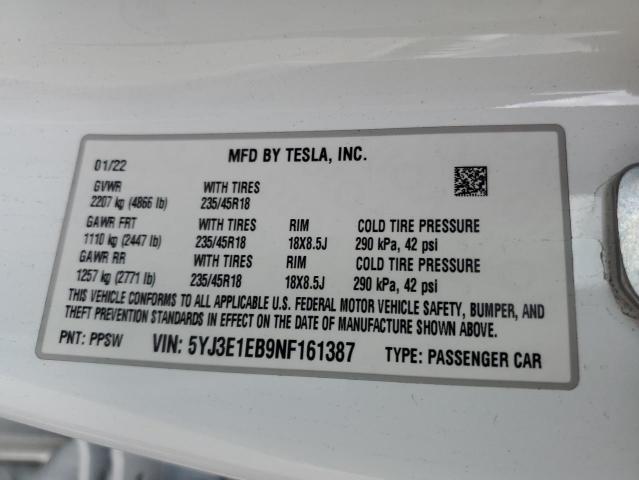 01/22 MFD BY TESLA, INC.
GVWR WITH TIRES
2207 kg (4866 lb) 235/45R18
GAWR FRT WITH TIRES RIM COLD TIRE PRESSURE
1110 kg (2447 lb) 235/45R18 18X8.5J 290 kPa, 42 psi
GAWR RR WITH TIRES RIM COLD TIRE PRESSURE
1257 kg (2771 lb) 235/45R18 18X8.5J 290 kPa, 42 psi
THIS VEHICLE CONFORMS TO ALL APPLICABLE U.S. FEDERAL MOTOR VEHICLE SAFETY, BUMPER, AND
THEFT PREVENTION STANDARDS IN EFFECT ON THE DATE OF MANUFACTURE SHOWN ABOVE.
PNT: PPSW VIN: 5YJ3E1EB9NF161387 TYPE: PASSENGER CAR